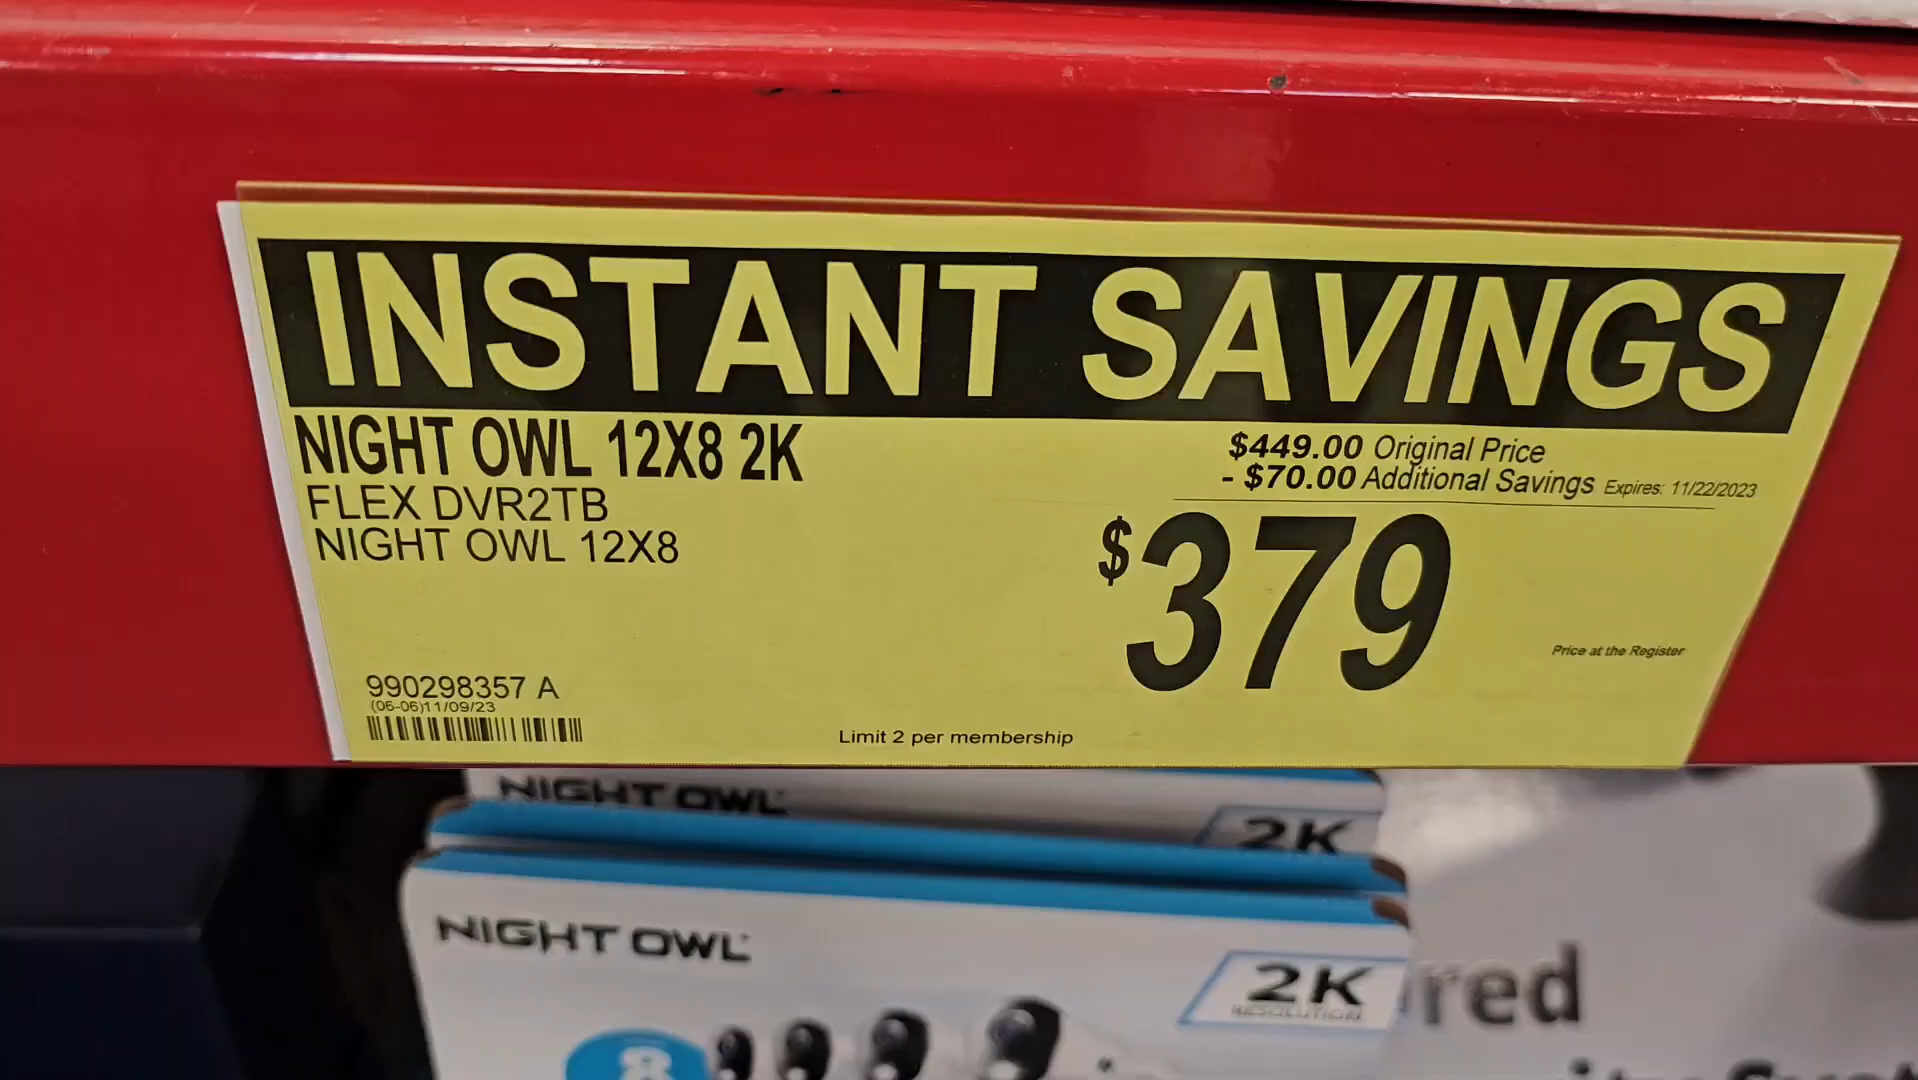 INSTANT SAVINGS
NIGHT OWL 12X8 2K
FLEX DVR2TB
NIGHT OWL 12X8
$449.00 Original Price
- $70.00 Additional Savings Expires: 11/22/2023
$379
Price at the Register
990298357 A
(06-06)11/09/23
Limit 2 per membership
NIGHT OWL
2K
NIGHT OWL
2K
RESOLUTION
red
8